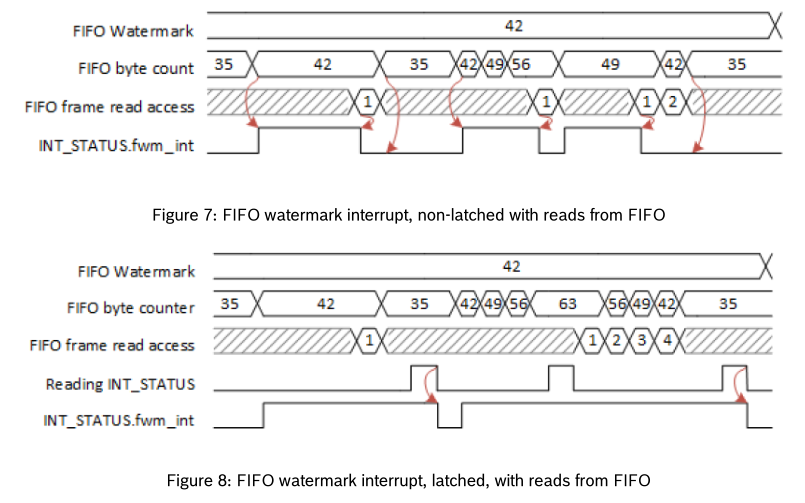 FIFO Watermark 42
FIFO byte count 35 42 35 42 49 56 49 42 35
FIFO frame read access 1 1 1 2
INT_STATUS.fwm_int
Figure 7: FIFO watermark interrupt, non-latched with reads from FIFO
FIFO Watermark 42
FIFO byte counter 35 42 35 42 49 56 63 56 49 42 35
FIFO frame read access 1 1 2 3 4
Reading INT_STATUS
INT_STATUS.fwm_int
Figure 8: FIFO watermark interrupt, latched, with reads from FIFO